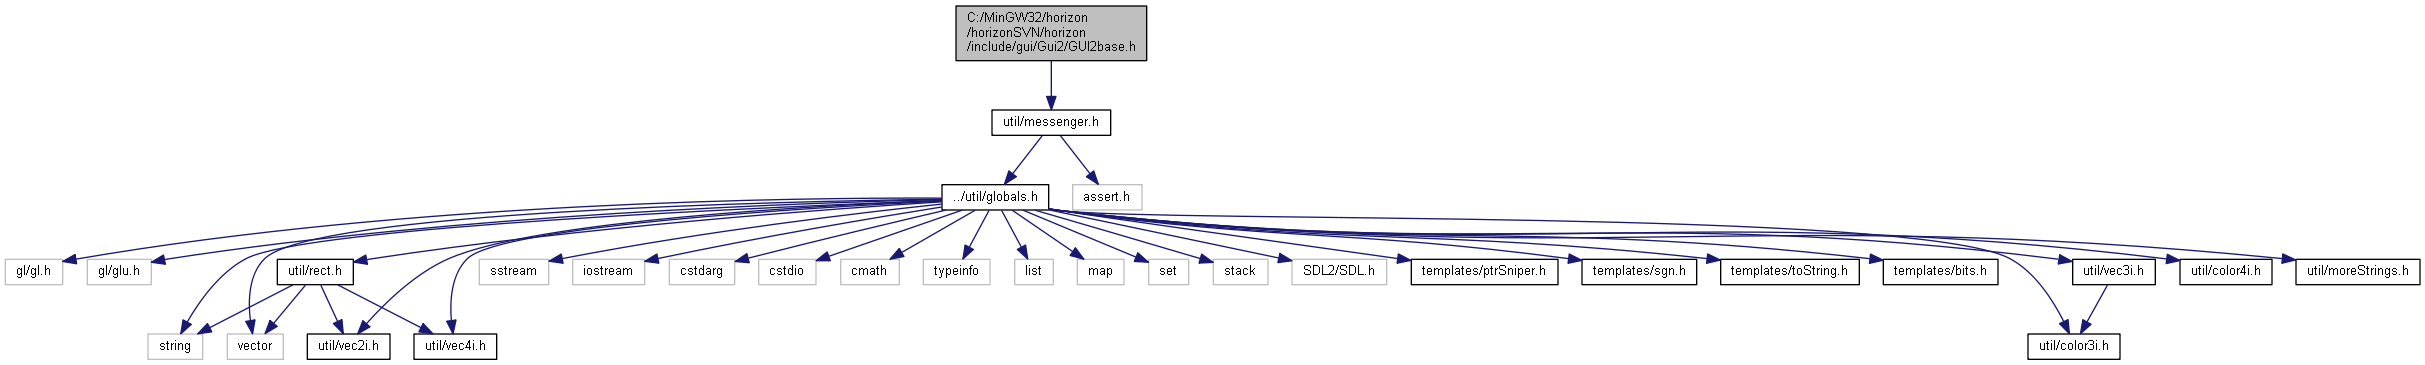 C:/MinGW32/horizon
/horizonSVN/horizon
/include/gui/Gui2/GUI2base.h
util/messenger.h
../util/globals.h
assert.h
gl/gl.h
gl/glu.h
util/rect.h
sstream
iostream
cstdarg
cstdio
cmath
typeinfo
list
map
set
stack
SDL2/SDL.h
templates/ptrSniper.h
templates/sgn.h
templates/toString.h
templates/bits.h
util/vec3i.h
util/color4i.h
util/moreStrings.h
string
vector
util/vec2i.h
util/vec4i.h
util/color3i.h